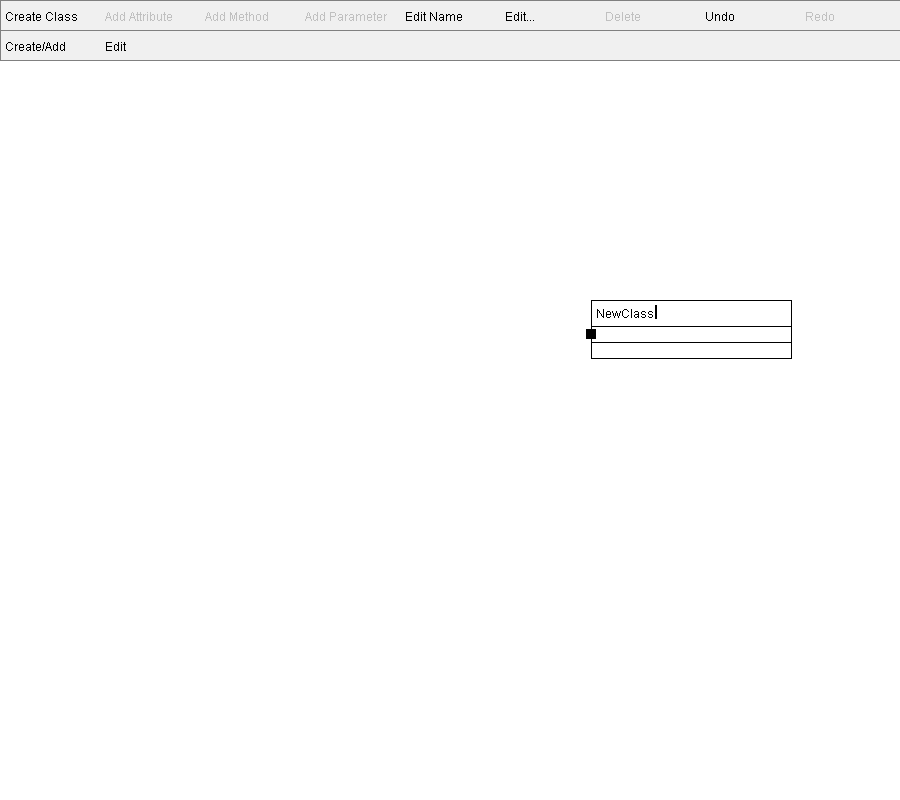 Create Class Add Attribute Add Method Add Parameter Edit Name Edit... Delete Undo Redo
Create/Add Edit
NewClass